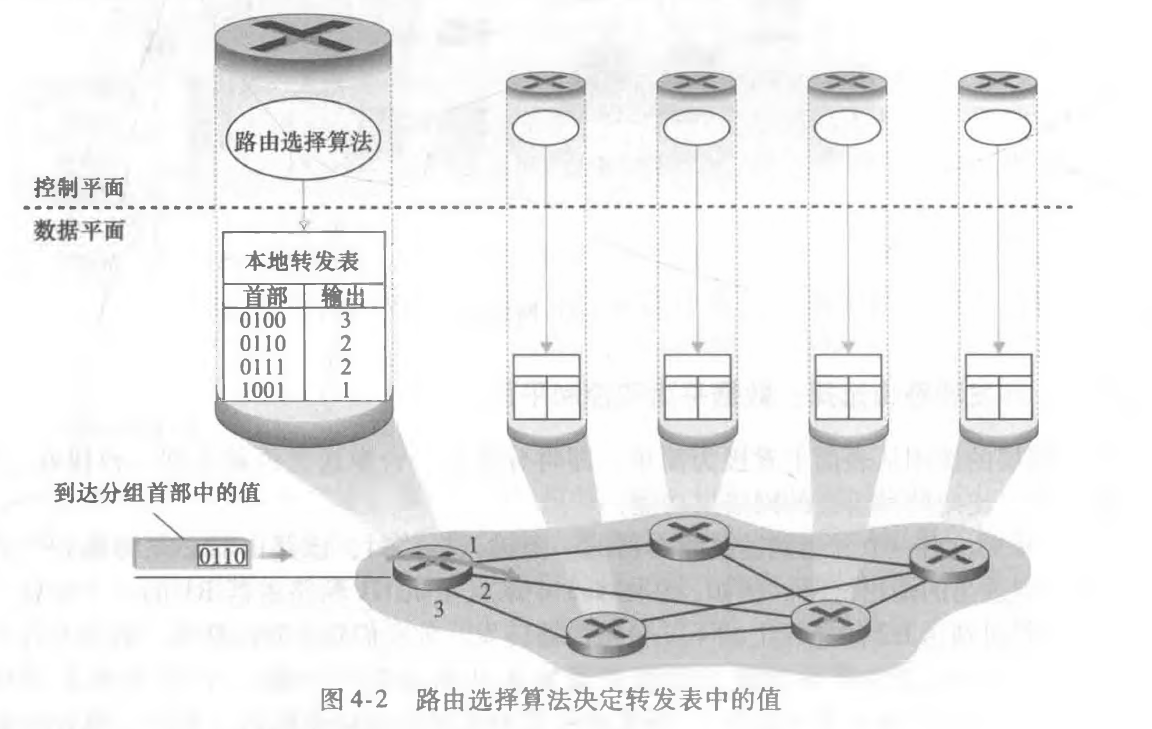 路由选择算法
控制平面
数据平面
本地转发表
首部 输出
0100 3
0110 2
0111 2
1001 1
到达分组首部中的值
0110
1
2
3
图4-2 路由选择算法决定转发表中的值